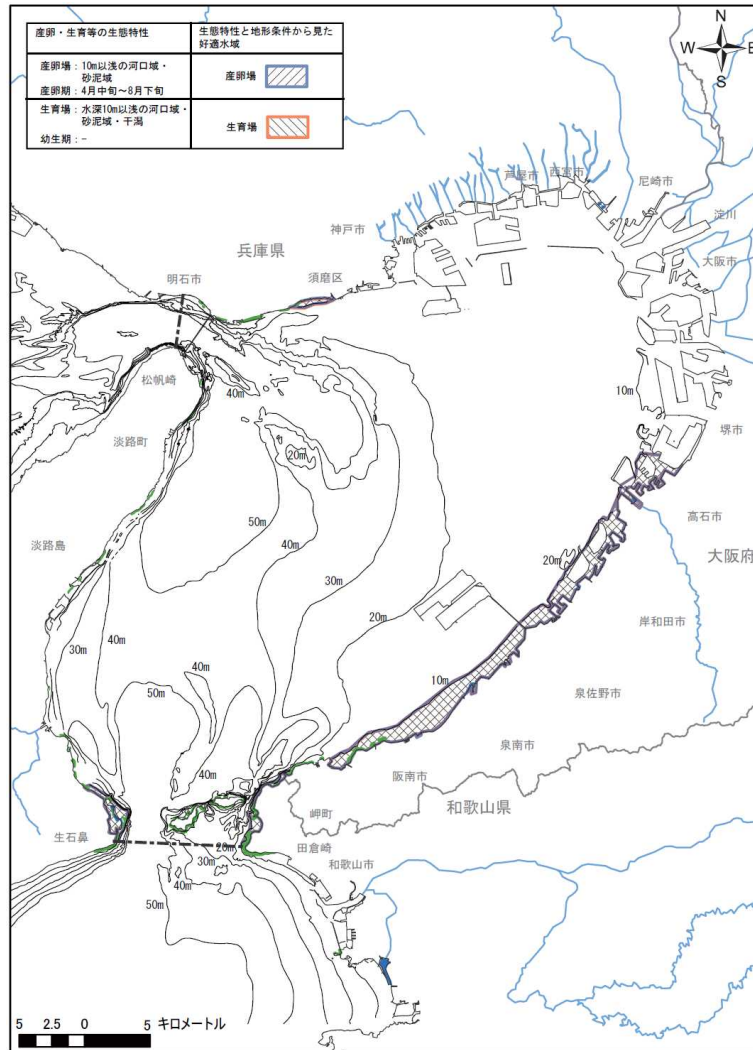 産卵・生育等の生態特性
生態特性と地形条件から見た
好適水域
産卵場：10m以浅の河口域・
砂泥域
産卵期：4月中旬～8月下旬
産卵場
生育場：水深10m以浅の河口域・
砂泥域・干潟
幼生期：-
生育場
N
W
E
S
芦屋市
西宮市
尼崎市
神戸市
淀川
兵庫県
大阪市
明石市
須磨区
松帆崎
40m
10m
淡路町
堺市
20m
50m
高石市
40m
淡路島
大阪府
20m
30m
20m
岸和田市
30m
40m
40m
10m
50m
泉佐野市
泉南市
40m
阪南市
和歌山県
岬町
生石鼻
20m
田倉崎
30m
和歌山市
40m
50m
5
2.5
0
5
キロメートル